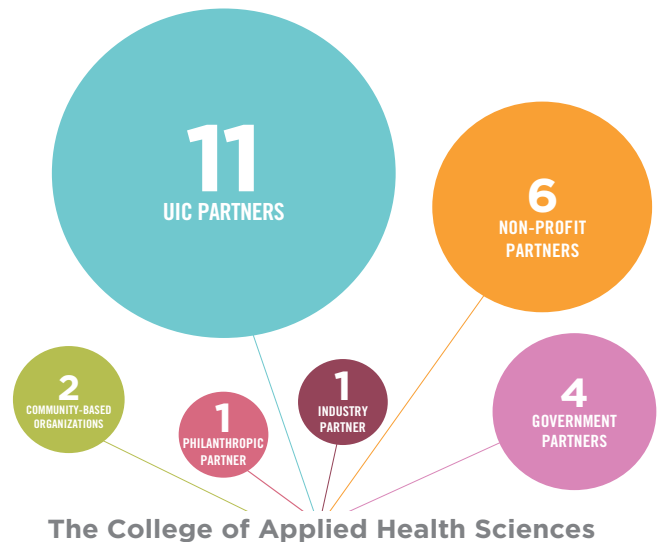 11
UIC PARTNERS
6
NON-PROFIT
PARTNERS
2
COMMUNITY-BASED
ORGANIZATIONS
1
PHILANTHROPIC
PARTNER
1
INDUSTRY
PARTNER
4
GOVERNMENT
PARTNERS
The College of Applied Health Sciences